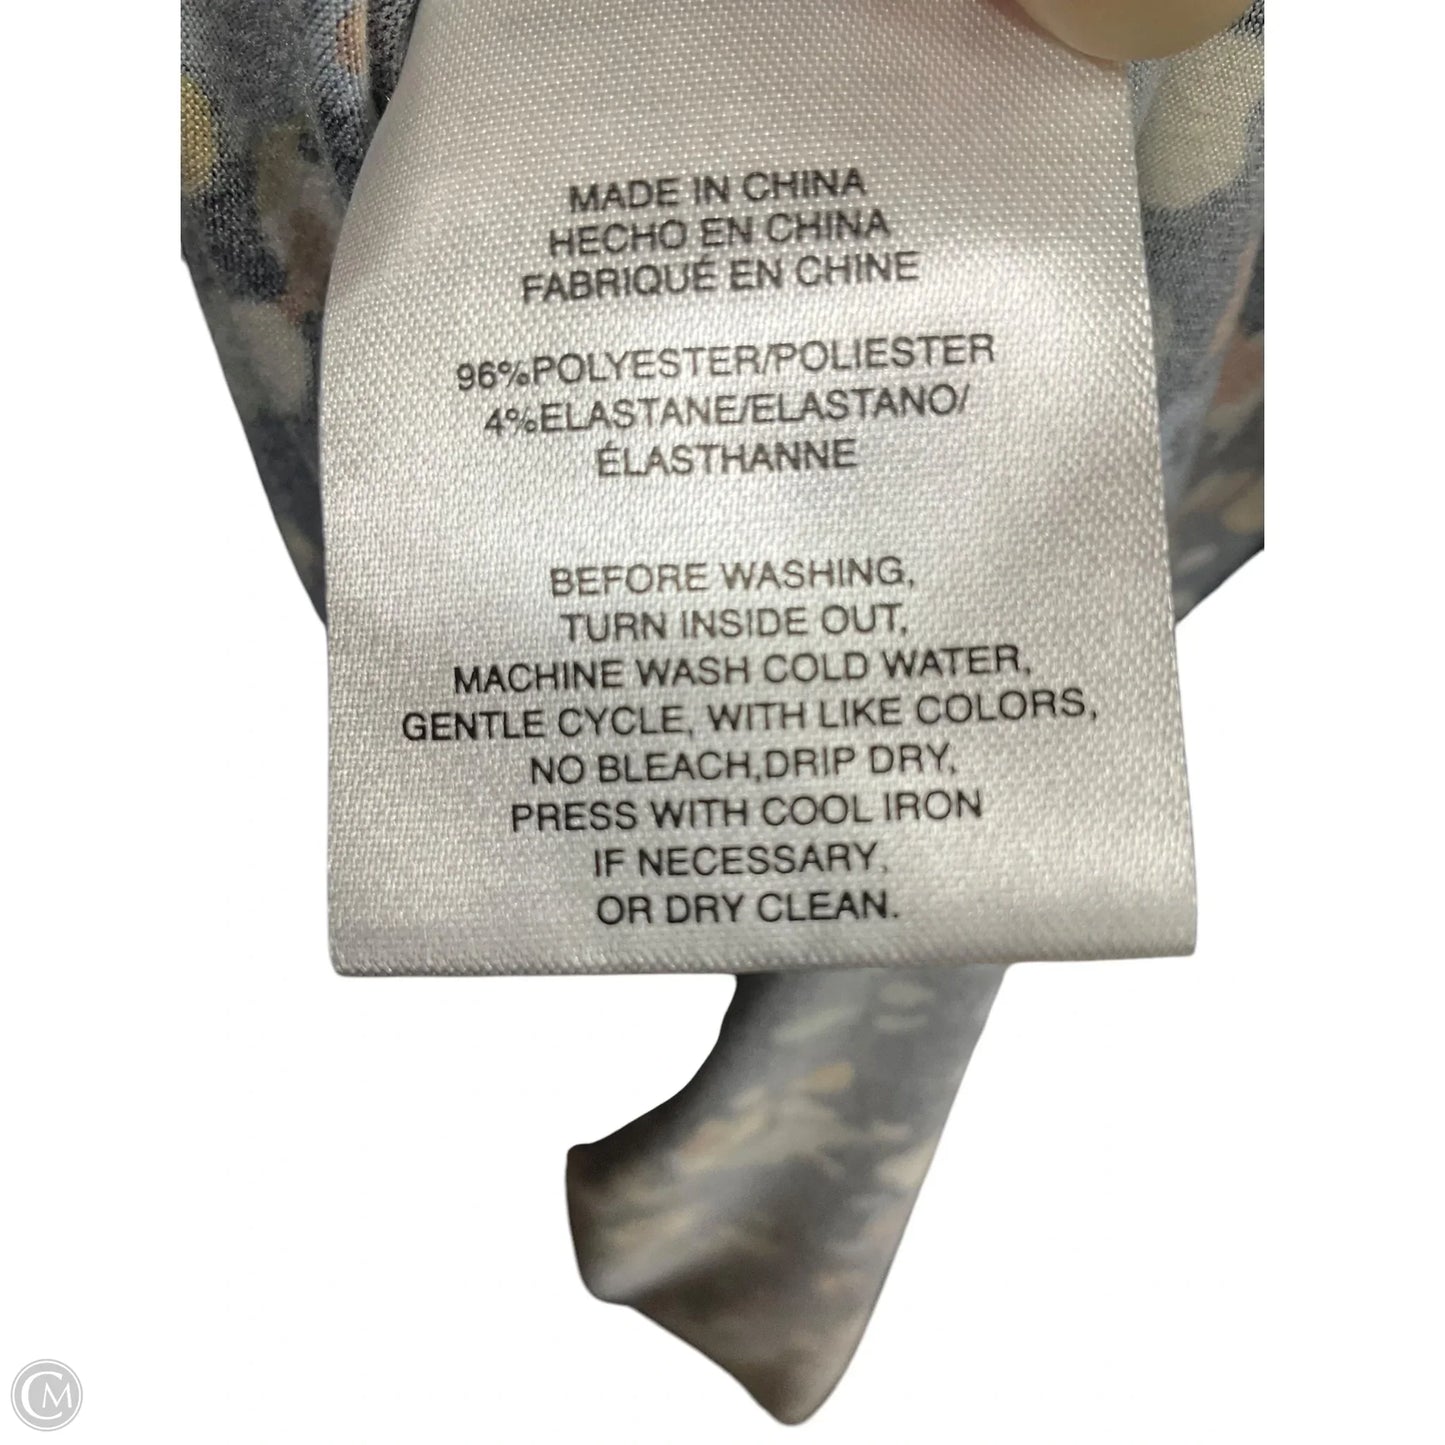 MADE IN CHINA
HECHO EN CHINA
FABRIQUÉ EN CHINE
96%POLYESTER/POLIESTER
4%ELASTANE/ELASTANO/
ÉLASTHANNE
BEFORE WASHING,
TURN INSIDE OUT,
MACHINE WASH COLD WATER,
GENTLE CYCLE, WITH LIKE COLORS,
NO BLEACH,DRIP DRY,
PRESS WITH COOL IRON
IF NECESSARY,
OR DRY CLEAN.
CM